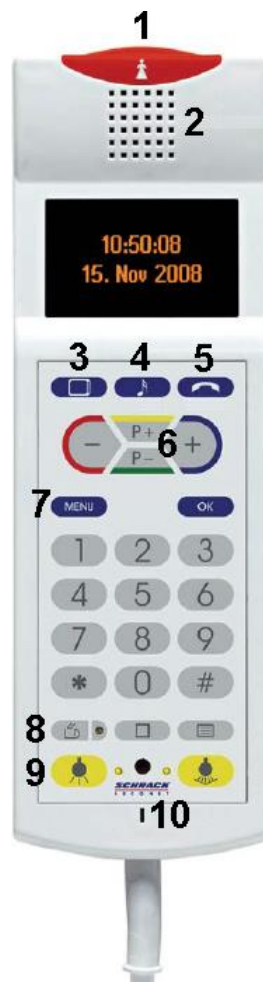 1
2
10:50:08
15. Nov 2008
3 4 5
P+
- 6 +
P-
7 MENU OK
1 2 3
4 5 6
7 8 9
* 0 #
8
9
SCHRACK
SECONET
10